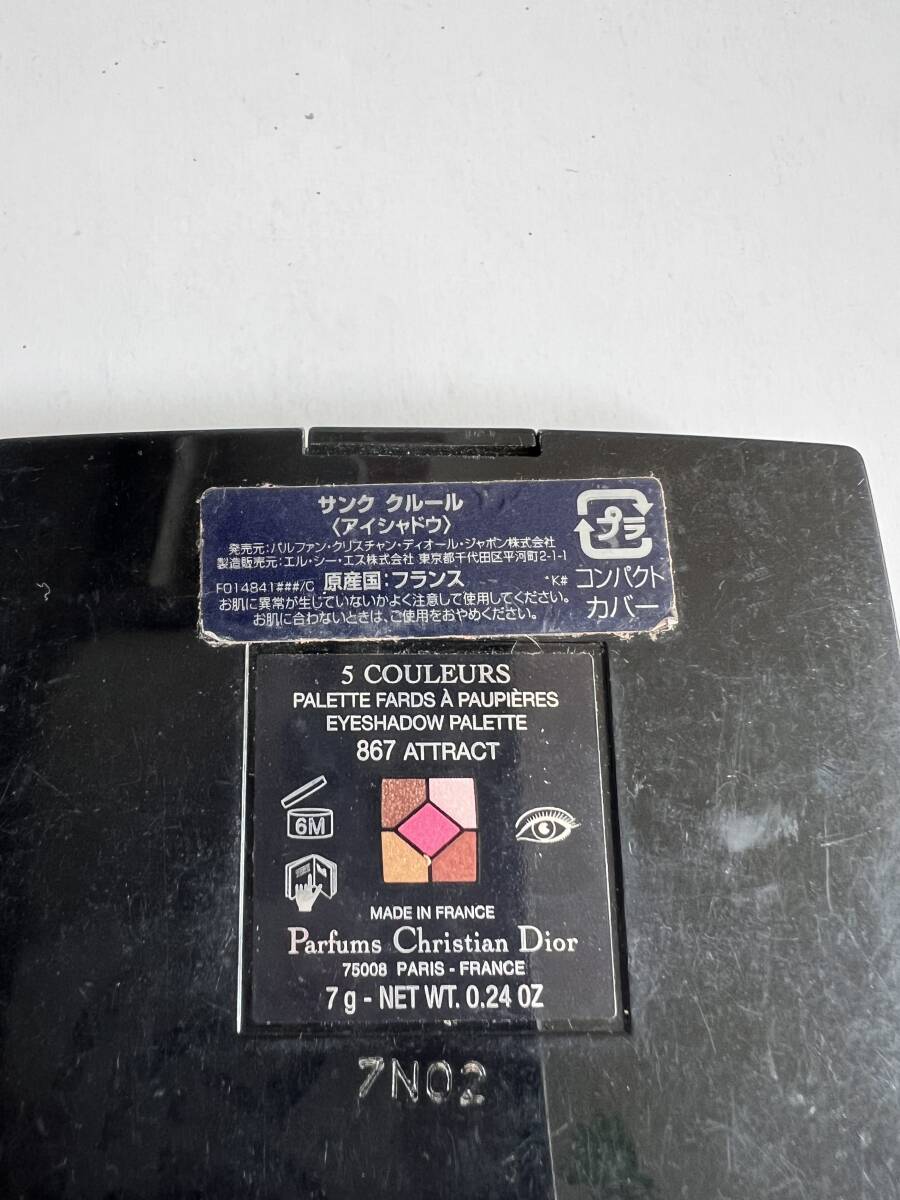 サンク クルール
〈アイシャドウ〉
発売元:パルファン・クリスチャン・ディオール・ジャポン株式会社
製造販売元:エル・シー・エス株式会社 東京都千代田区平河町2-1-1
F014841###/C 原産国:フランス *K#
お肌に異常が生じていないかよく注意して使用してください。
お肌に合わないときは、ご使用をおやめください。
プラ
コンパクト
カバー
5 COULEURS
PALETTE FARDS À PAUPIÈRES
EYESHADOW PALETTE
867 ATTRACT
6M
MADE IN FRANCE
Parfums Christian Dior
75008 PARIS - FRANCE
7 g - NET WT. 0.24 OZ
7N02